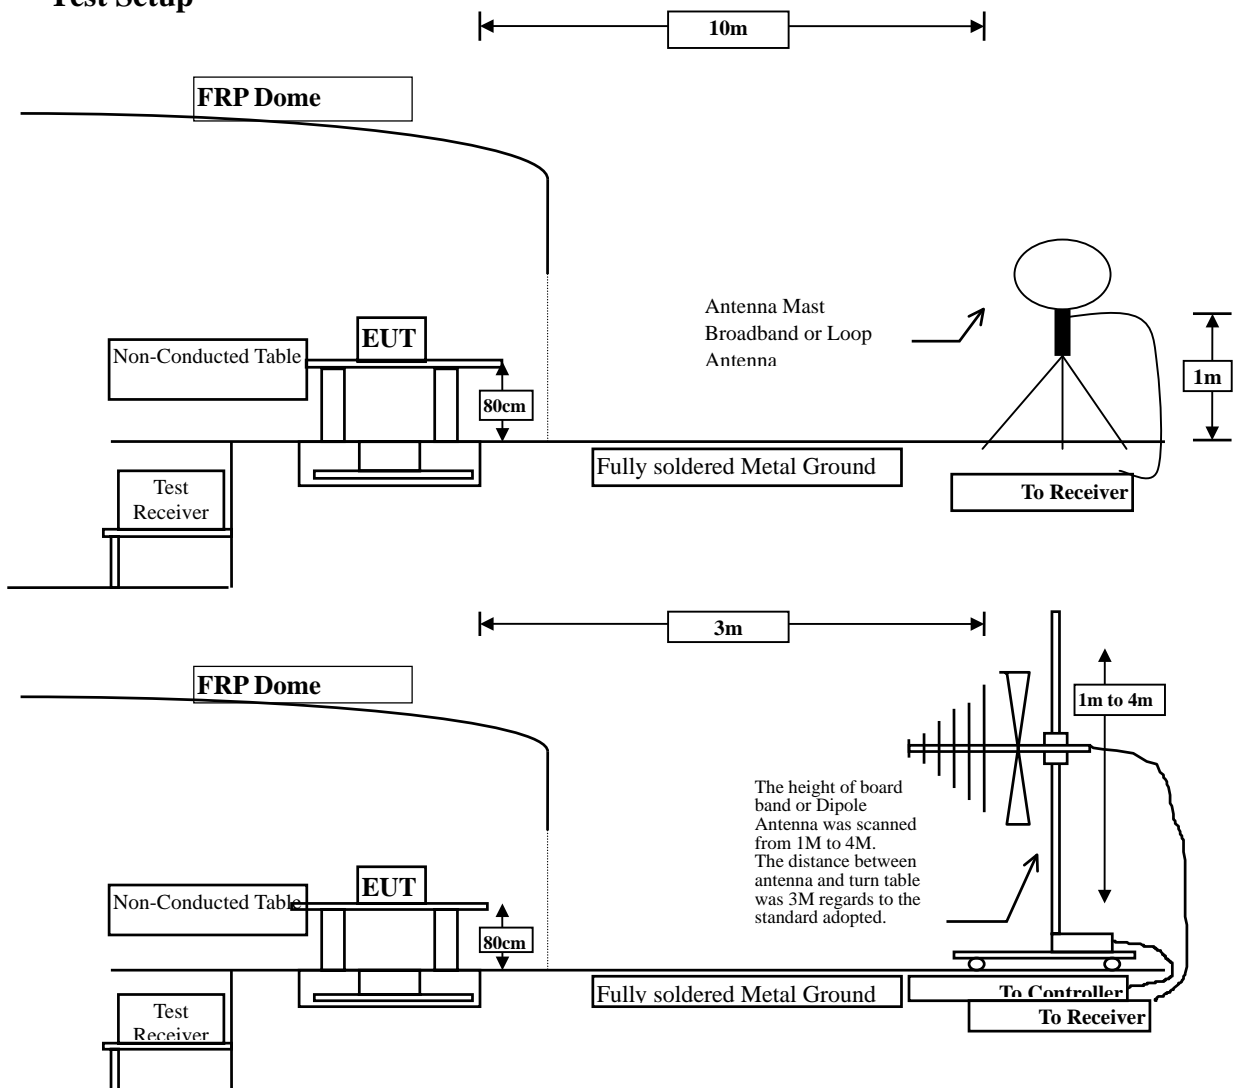 Test Setup
10m
FRP Dome
Antenna Mast
Broadband or Loop
Antenna
EUT
Non-Conducted Table
80cm
1m
Fully soldered Metal Ground
To Receiver
Test
Receiver
3m
FRP Dome
1m to 4m
The height of board
band or Dipole
Antenna was scanned
from 1M to 4M.
The distance between
antenna and turn table
was 3M regards to the
standard adopted.
EUT
Non-Conducted Table
80cm
Fully soldered Metal Ground
To Controller
To Receiver
Test
Receiver